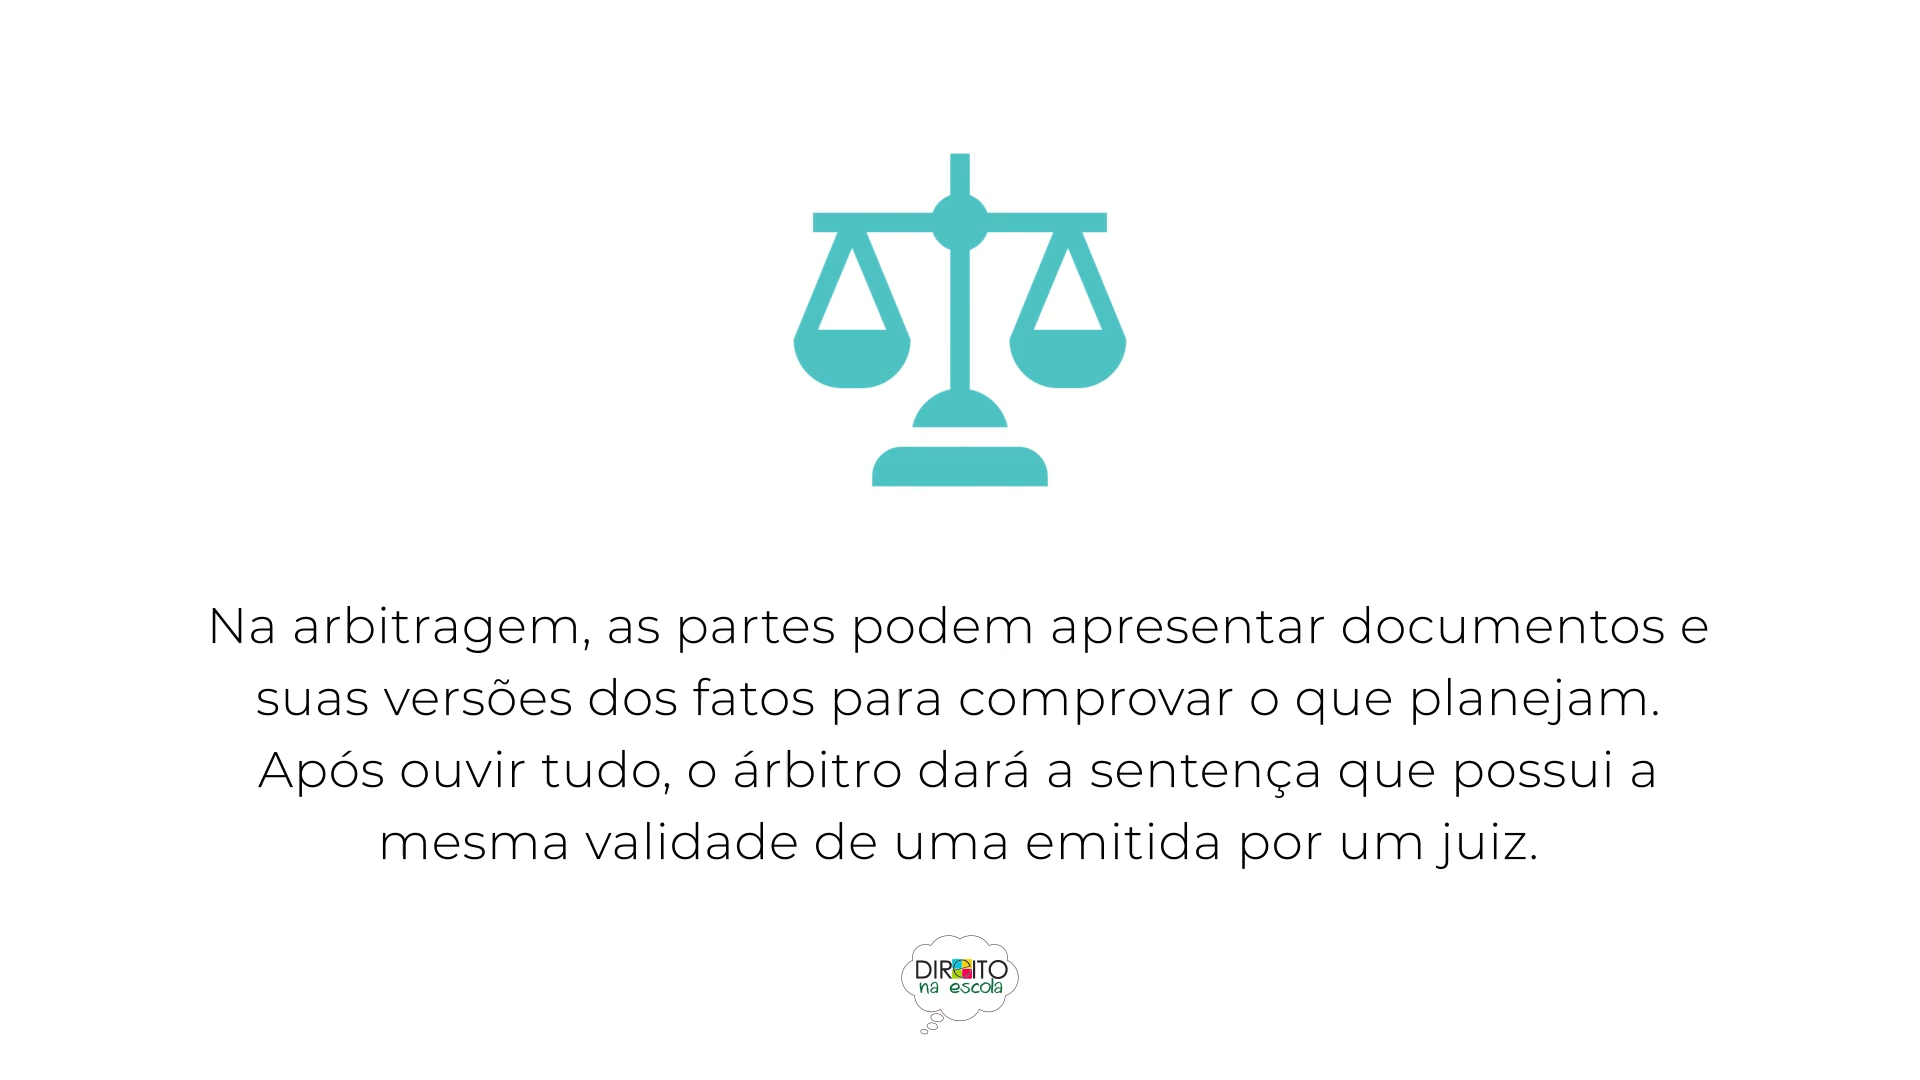 Na arbitragem, as partes podem apresentar documentos e
suas versões dos fatos para comprovar o que planejam.
Após ouvir tudo, o árbitro dará a sentença que possui a
mesma validade de uma emitida por um juiz.
DIReITO
na escola